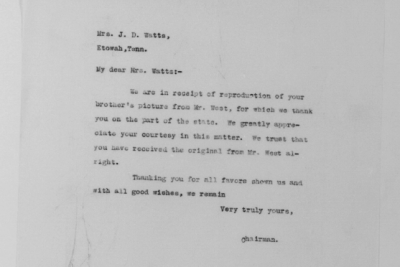 Mrs. J. D. Watts,
Etowah,Tenn.
My dear Mrs. Watts:-
We are in receipt of reproduction of your
brother's picture from Mr. West, for which we thank
you on the part of the state. We greatly appre-
ciate your courtesy in this matter. We trust that
you have received the original from Mr. West al-
right.
Thanking you for all favors shown us and
with all good wishes, we remain
Very truly yours,
Chairman.